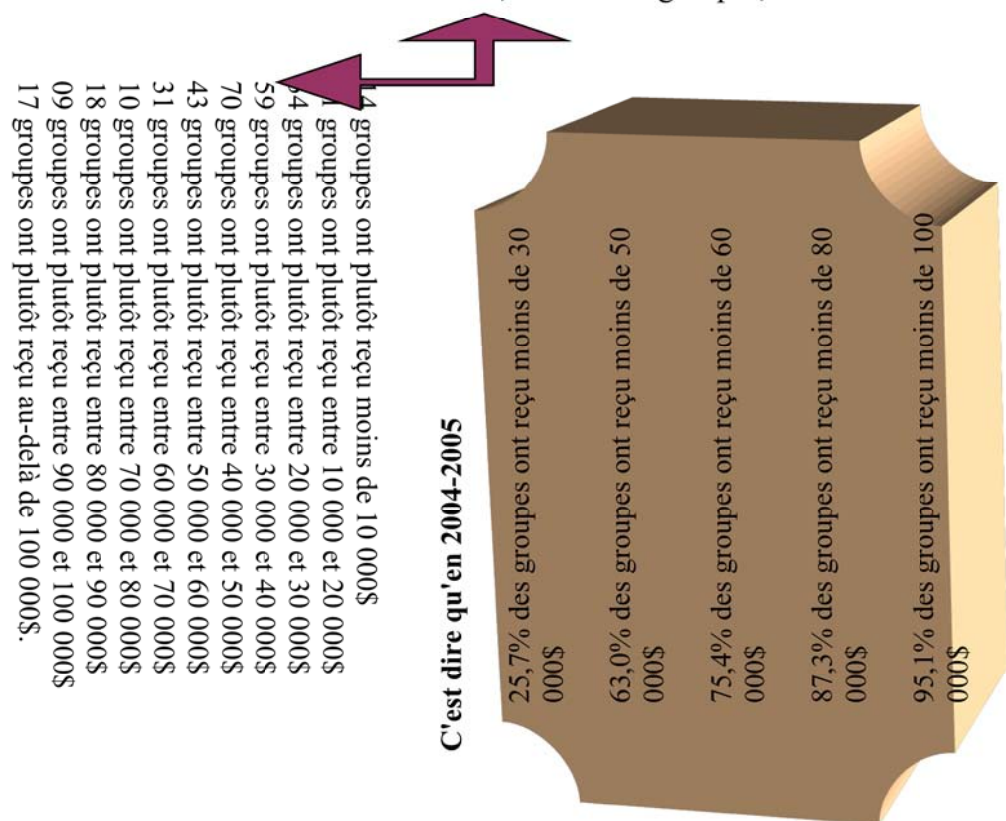 groupes ont plutôt reçu moins de 10 000$
groupes ont plutôt reçu entre 10 000 et 20 000$
groupes ont plutôt reçu entre 20 000 et 30 000$
59 groupes ont plutôt reçu entre 30 000 et 40 000$
70 groupes ont plutôt reçu entre 40 000 et 50 000$
43 groupes ont plutôt reçu entre 50 000 et 60 000$
31 groupes ont plutôt reçu entre 60 000 et 70 000$
10 groupes ont plutôt reçu entre 70 000 et 80 000$
18 groupes ont plutôt reçu entre 80 000 et 90 000$
09 groupes ont plutôt reçu entre 90 000 et 100 000$
17 groupes ont plutôt reçu au-delà de 100 000$.
C'est dire qu'en 2004-2005
25,7% des groupes ont reçu moins de 30
000$
63,0% des groupes ont reçu moins de 50
000$
75,4% des groupes ont reçu moins de 60
000$
87,3% des groupes ont reçu moins de 80
000$
95,1% des groupes ont reçu moins de 100
000$